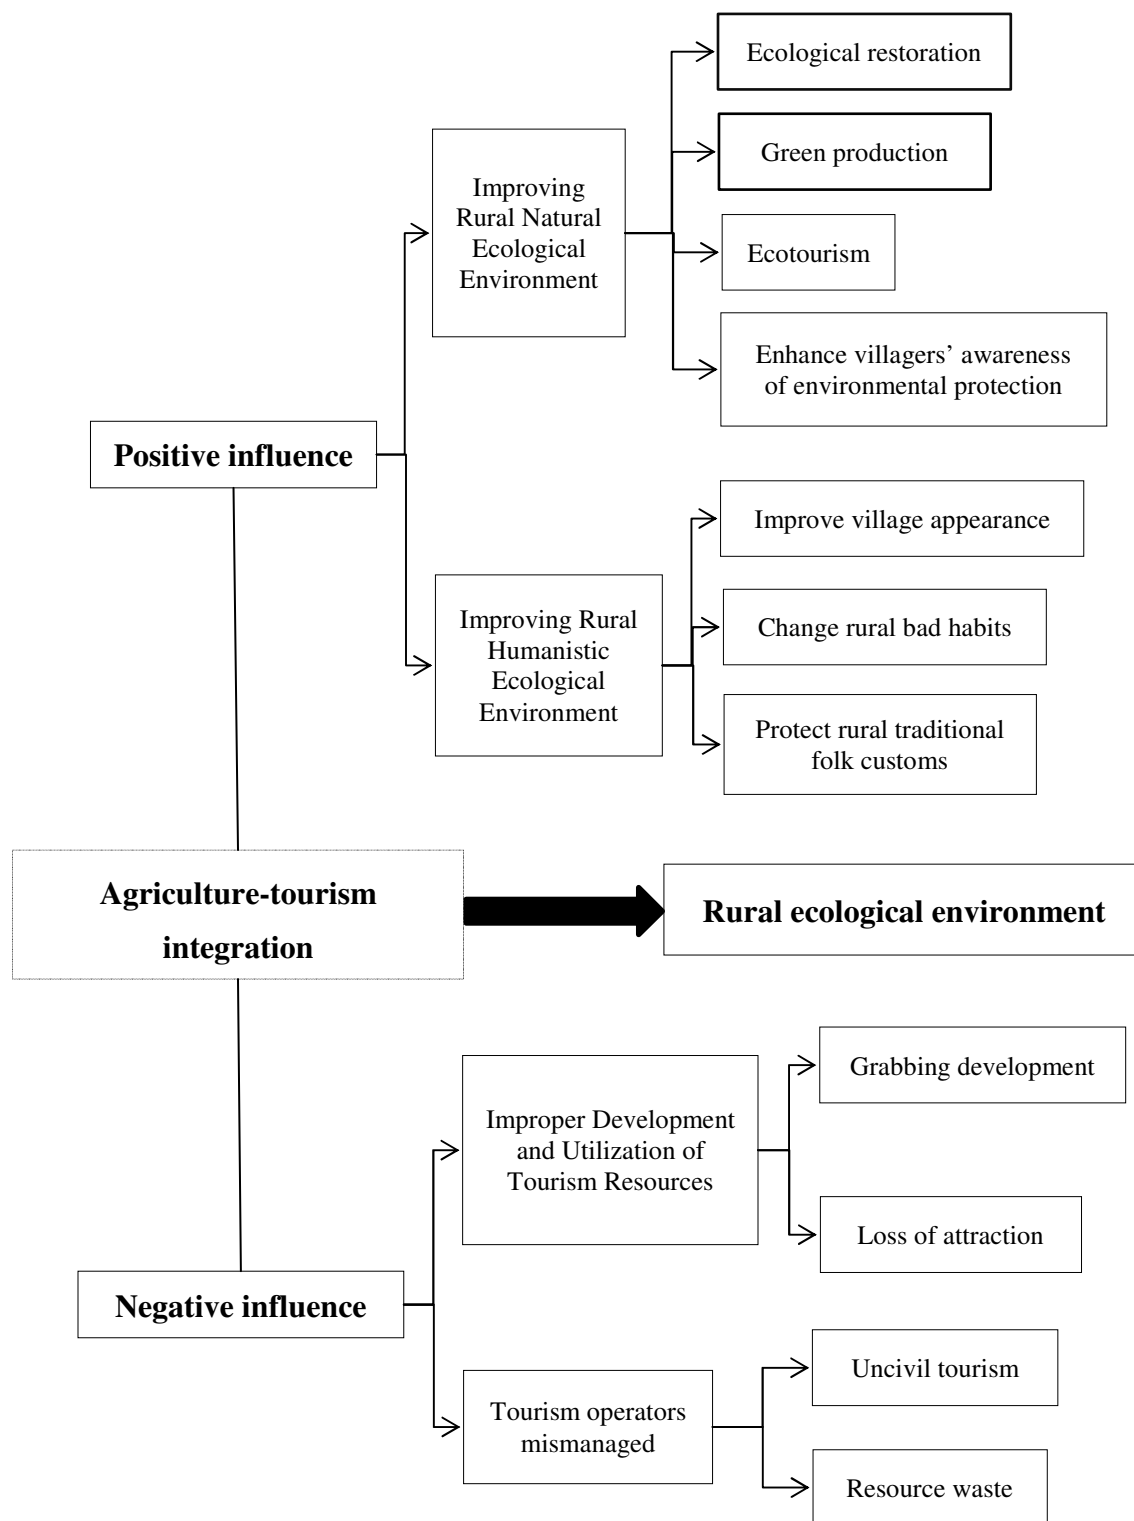 Ecological restoration
Green production
Improving
Rural Natural
Ecological
Environment
Ecotourism
Enhance villagers’ awareness
of environmental protection
Positive influence
Improve village appearance
Improving Rural
Humanistic
Ecological
Environment
Change rural bad habits
Protect rural traditional
folk customs
Agriculture-tourism
integration
Rural ecological environment
Grabbing development
Improper Development
and Utilization of
Tourism Resources
Loss of attraction
Negative influence
Uncivil tourism
Tourism operators
mismanaged
Resource waste